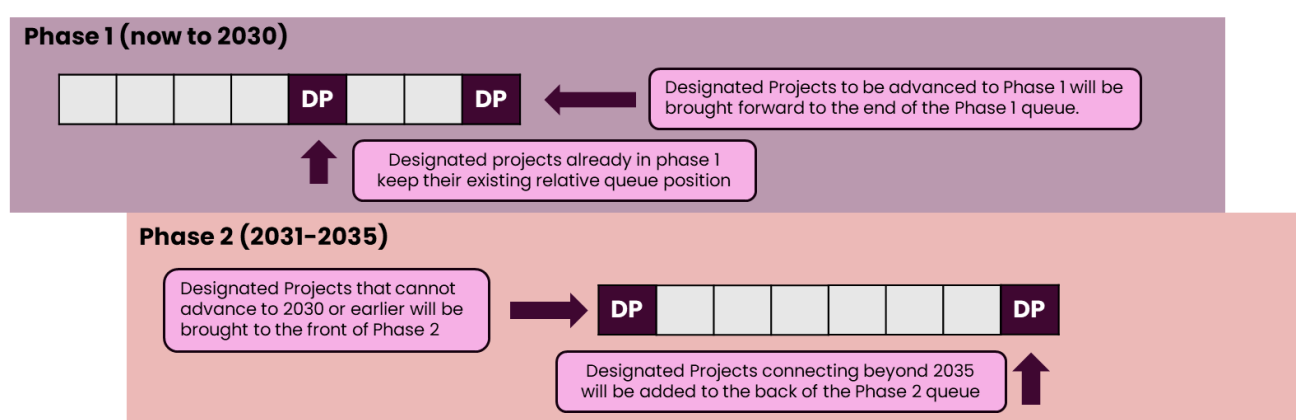 Phase 1 (now to 2030)
DP
DP
Designated Projects to be advanced to Phase 1 will be
brought forward to the end of the Phase 1 queue.
Designated projects already in phase 1
keep their existing relative queue position
Phase 2 (2031-2035)
Designated Projects that cannot
advance to 2030 or earlier will be
brought to the front of Phase 2
DP
DP
Designated Projects connecting beyond 2035
will be added to the back of the Phase 2 queue